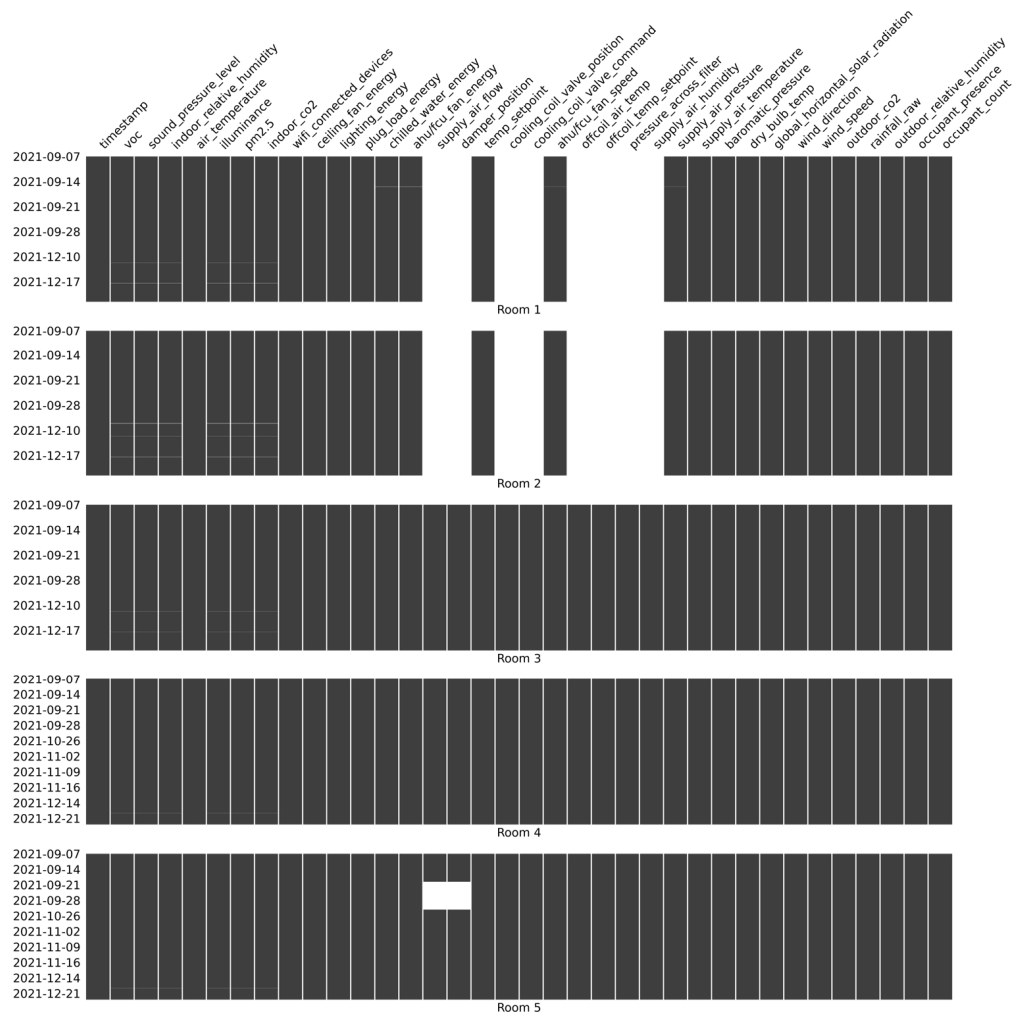 timestamp
voc
sound_pressure_level
indoor_relative_humidity
air_temperature
illuminance
pm2.5
indoor_co2
wifi_connected_devices
ceiling_fan_energy
lighting_energy
plug_load_energy
chilled_water_energy
ahu/fcu_fan_energy
supply_air_flow
damper_position
temp_setpoint
cooling_coil_valve_position
cooling_coil_valve_command
ahu/fcu_fan_speed
offcoil_air_temp
offcoil_temp_setpoint
pressure_across_filter
supply_air_humidity
supply_air_pressure
supply_air_temperature
baromatic_pressure
dry_bulb_temp
global_horizontal_solar_radiation
wind_direction
wind_speed
outdoor_co2
rainfall_raw
outdoor_relative_humidity
occupant_presence
occupant_count
2021-09-07
2021-09-14
2021-09-21
2021-09-28
2021-12-10
2021-12-17
Room 1
2021-09-07
2021-09-14
2021-09-21
2021-09-28
2021-12-10
2021-12-17
Room 2
2021-09-07
2021-09-14
2021-09-21
2021-09-28
2021-12-10
2021-12-17
Room 3
2021-09-07
2021-09-14
2021-09-21
2021-09-28
2021-10-26
2021-11-02
2021-11-09
2021-11-16
2021-12-14
2021-12-21
Room 4
2021-09-07
2021-09-14
2021-09-21
2021-09-28
2021-10-26
2021-11-02
2021-11-09
2021-11-16
2021-12-14
2021-12-21
Room 5